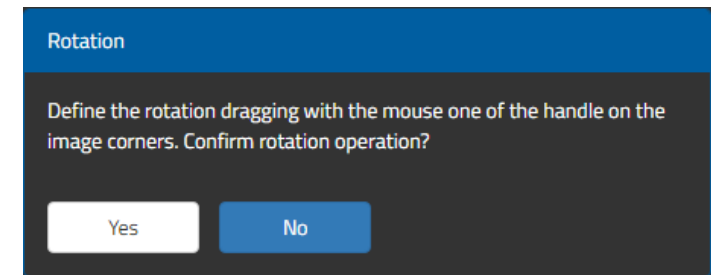 Rotation
Define the rotation dragging with the mouse one of the handle on the
image corners. Confirm rotation operation?
Yes
No